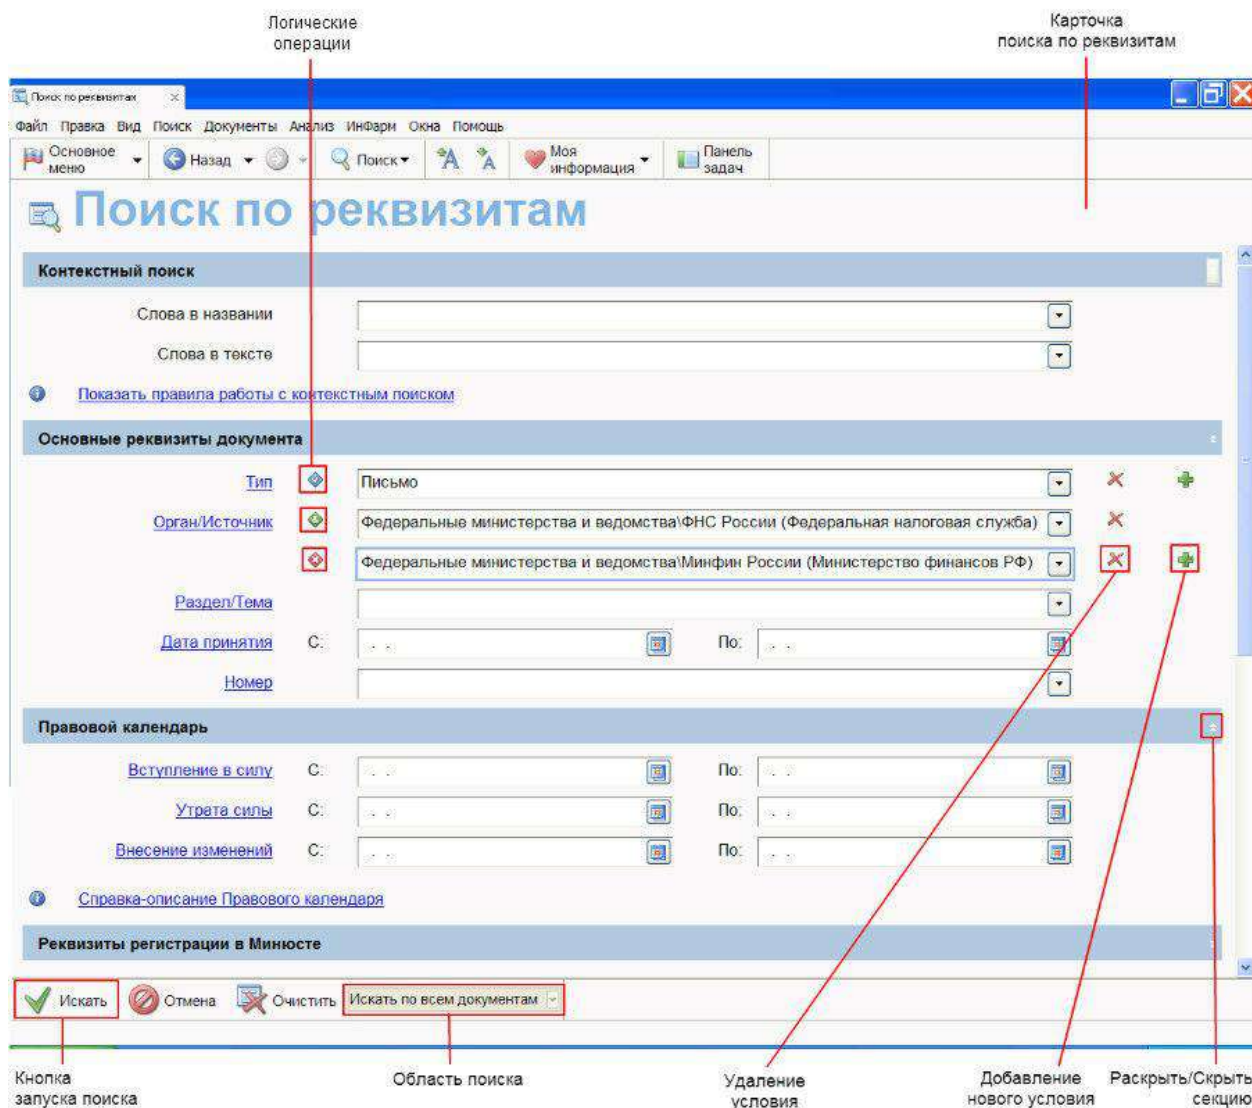 Логические
операции
Карточка
поиска по реквизитам
Поиск по реквизитам
Файл Правка Вид Поиск Документы Анализ ИнФарм Окна Помощь
Основное
меню
Назад
Поиск
Моя
информация
Панель
задач
Поиск по реквизитам
Контекстный поиск
Слова в названии
Слова в тексте
Показать правила работы с контекстным поиском
Основные реквизиты документа
Тип
Письмо
Орган/Источник
Федеральные министерства и ведомства\ФНС России (Федеральная налоговая служба)
Федеральные министерства и ведомства\Минфин России (Министерство финансов РФ)
Раздел/Тема
Дата принятия С: . . По: . .
Номер
Правовой календарь
Вступление в силу С: . . По: . .
Утрата силы С: . . По: . .
Внесение изменений С: . . По: . .
Справка-описание Правового календаря
Реквизиты регистрации в Минюсте
Искать
Отмена
Очистить
Искать по всем документам
Кнопка
запуска поиска
Область поиска
Удаление
условия
Добавление
нового условия
Раскрыть/Скрыть
секцию